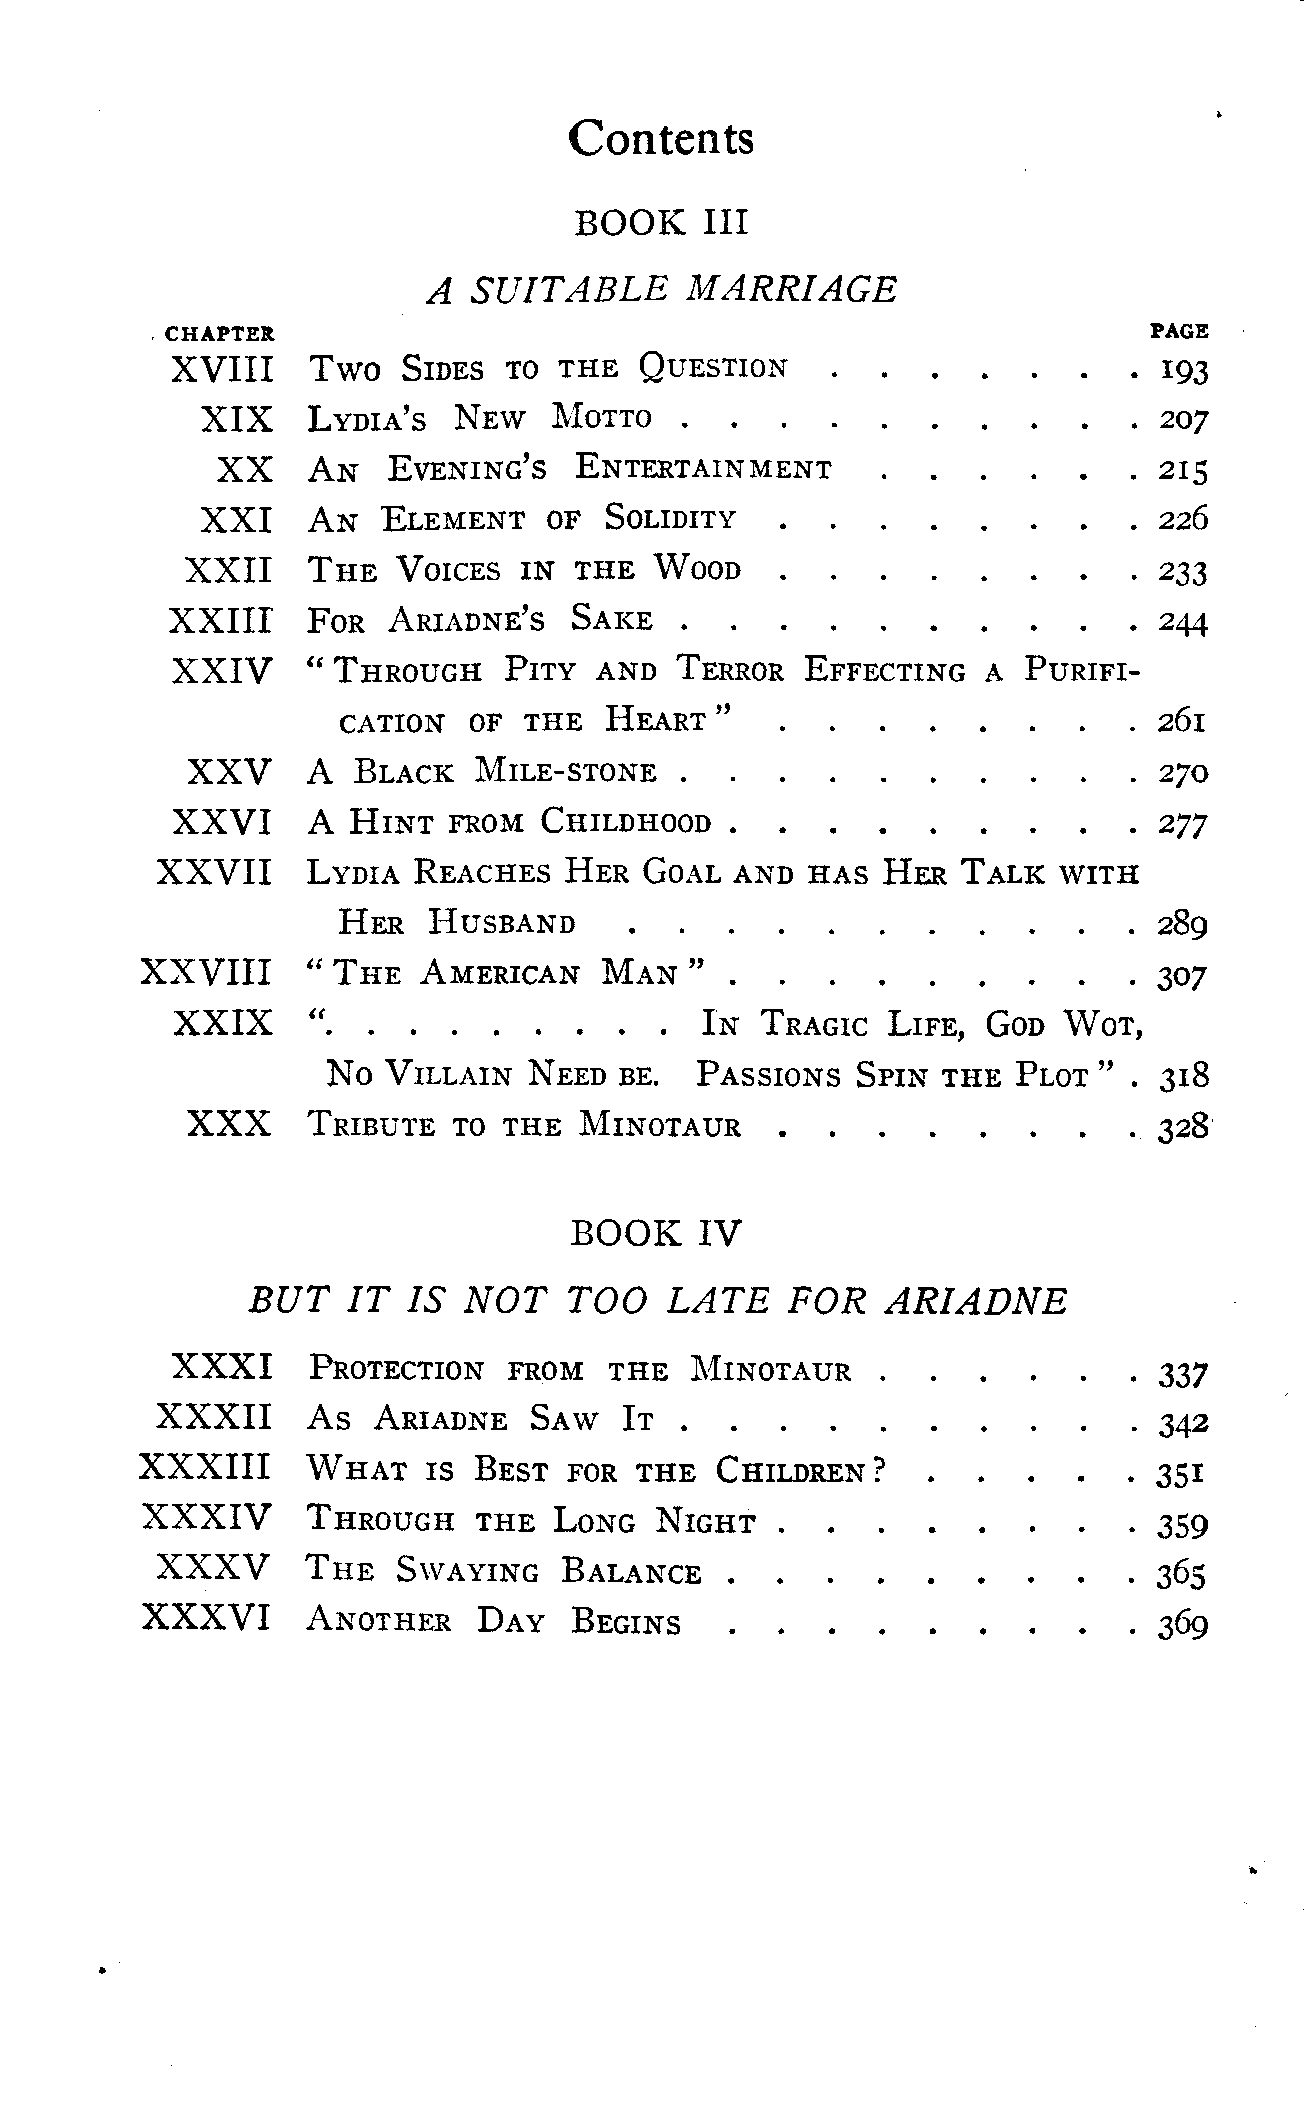 Contents
BOOK III
A SUITABLE MARRIAGE
CHAPTER PAGE
XVIII Two Sides to the Question . . . . . . . 193
XIX Lydia's New Motto . . . . . . . . . . 207
XX An Evening's Entertainment . . . . . . 215
XXI An Element of Solidity . . . . . . . . 226
XXII The Voices in the Wood . . . . . . . . 233
XXIII For Ariadne's Sake . . . . . . . . . . 244
XXIV "Through Pity and Terror Effecting a Purifi-
cation of the Heart" . . . . . . . . 261
XXV A Black Mile-stone . . . . . . . . . . 270
XXVI A Hint from Childhood . . . . . . . . . 277
XXVII Lydia Reaches Her Goal and has Her Talk with
Her Husband . . . . . . . . . . . 289
XXVIII "The American Man" . . . . . . . . . 307
XXIX ". . . . . . . . . In Tragic Life, God Wot,
No Villain Need be. Passions Spin the Plot" . 318
XXX Tribute to the Minotaur . . . . . . . . 328
BOOK IV
BUT IT IS NOT TOO LATE FOR ARIADNE
XXXI Protection from the Minotaur . . . . . . 337
XXXII As Ariadne Saw It . . . . . . . . . . 342
XXXIII What is Best for the Children? . . . . . 351
XXXIV Through the Long Night . . . . . . . . 359
XXXV The Swaying Balance . . . . . . . . . 365
XXXVI Another Day Begins . . . . . . . . . 369